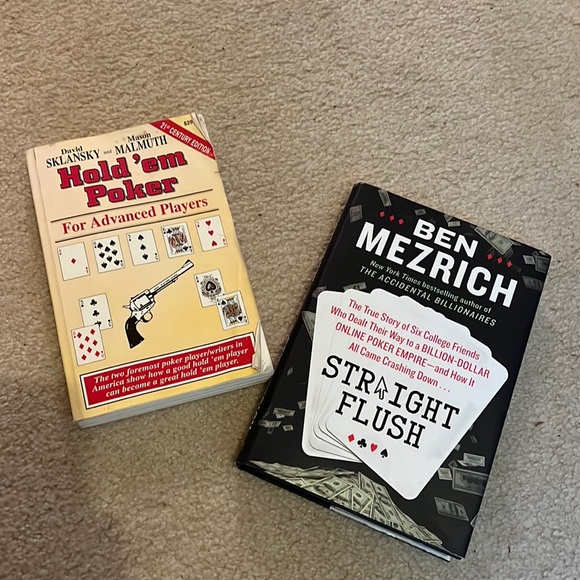 $29
21ST CENTURY EDITION
David Mason
SKLANSKY and MALMUTH
Hold 'em
Poker
For Advanced Players
The two foremost poker player/writers in
America show how a good hold 'em player
can become a great hold 'em player.
BEN
MEZRICH
New York Times bestselling author of
THE ACCIDENTAL BILLIONAIRES
The True Story of Six College Friends
Who Dealt Their Way to a BILLION-DOLLAR
ONLINE POKER EMPIRE—and How It
All Came Crashing Down . . .
STRAIGHT
FLUSH